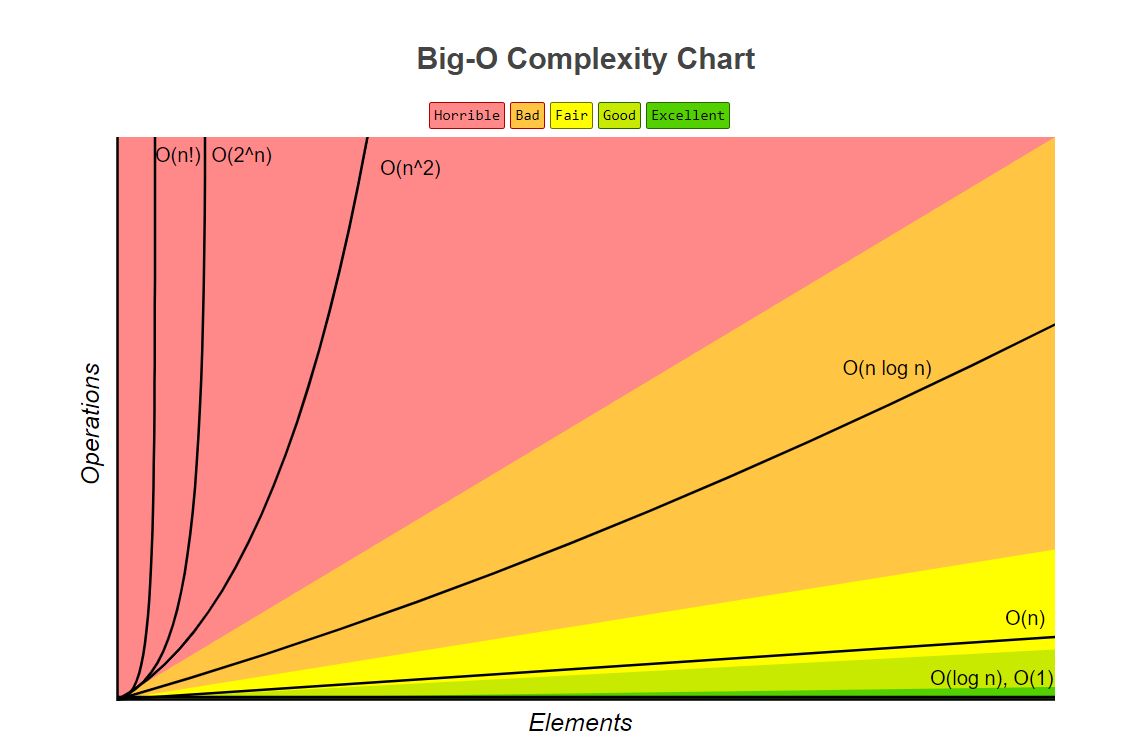 Big-O Complexity Chart
Horrible Bad Fair Good Excellent
O(n!) O(2^n)
O(n^2)
O(n log n)
O(n)
O(log n), O(1)
Operations
Elements